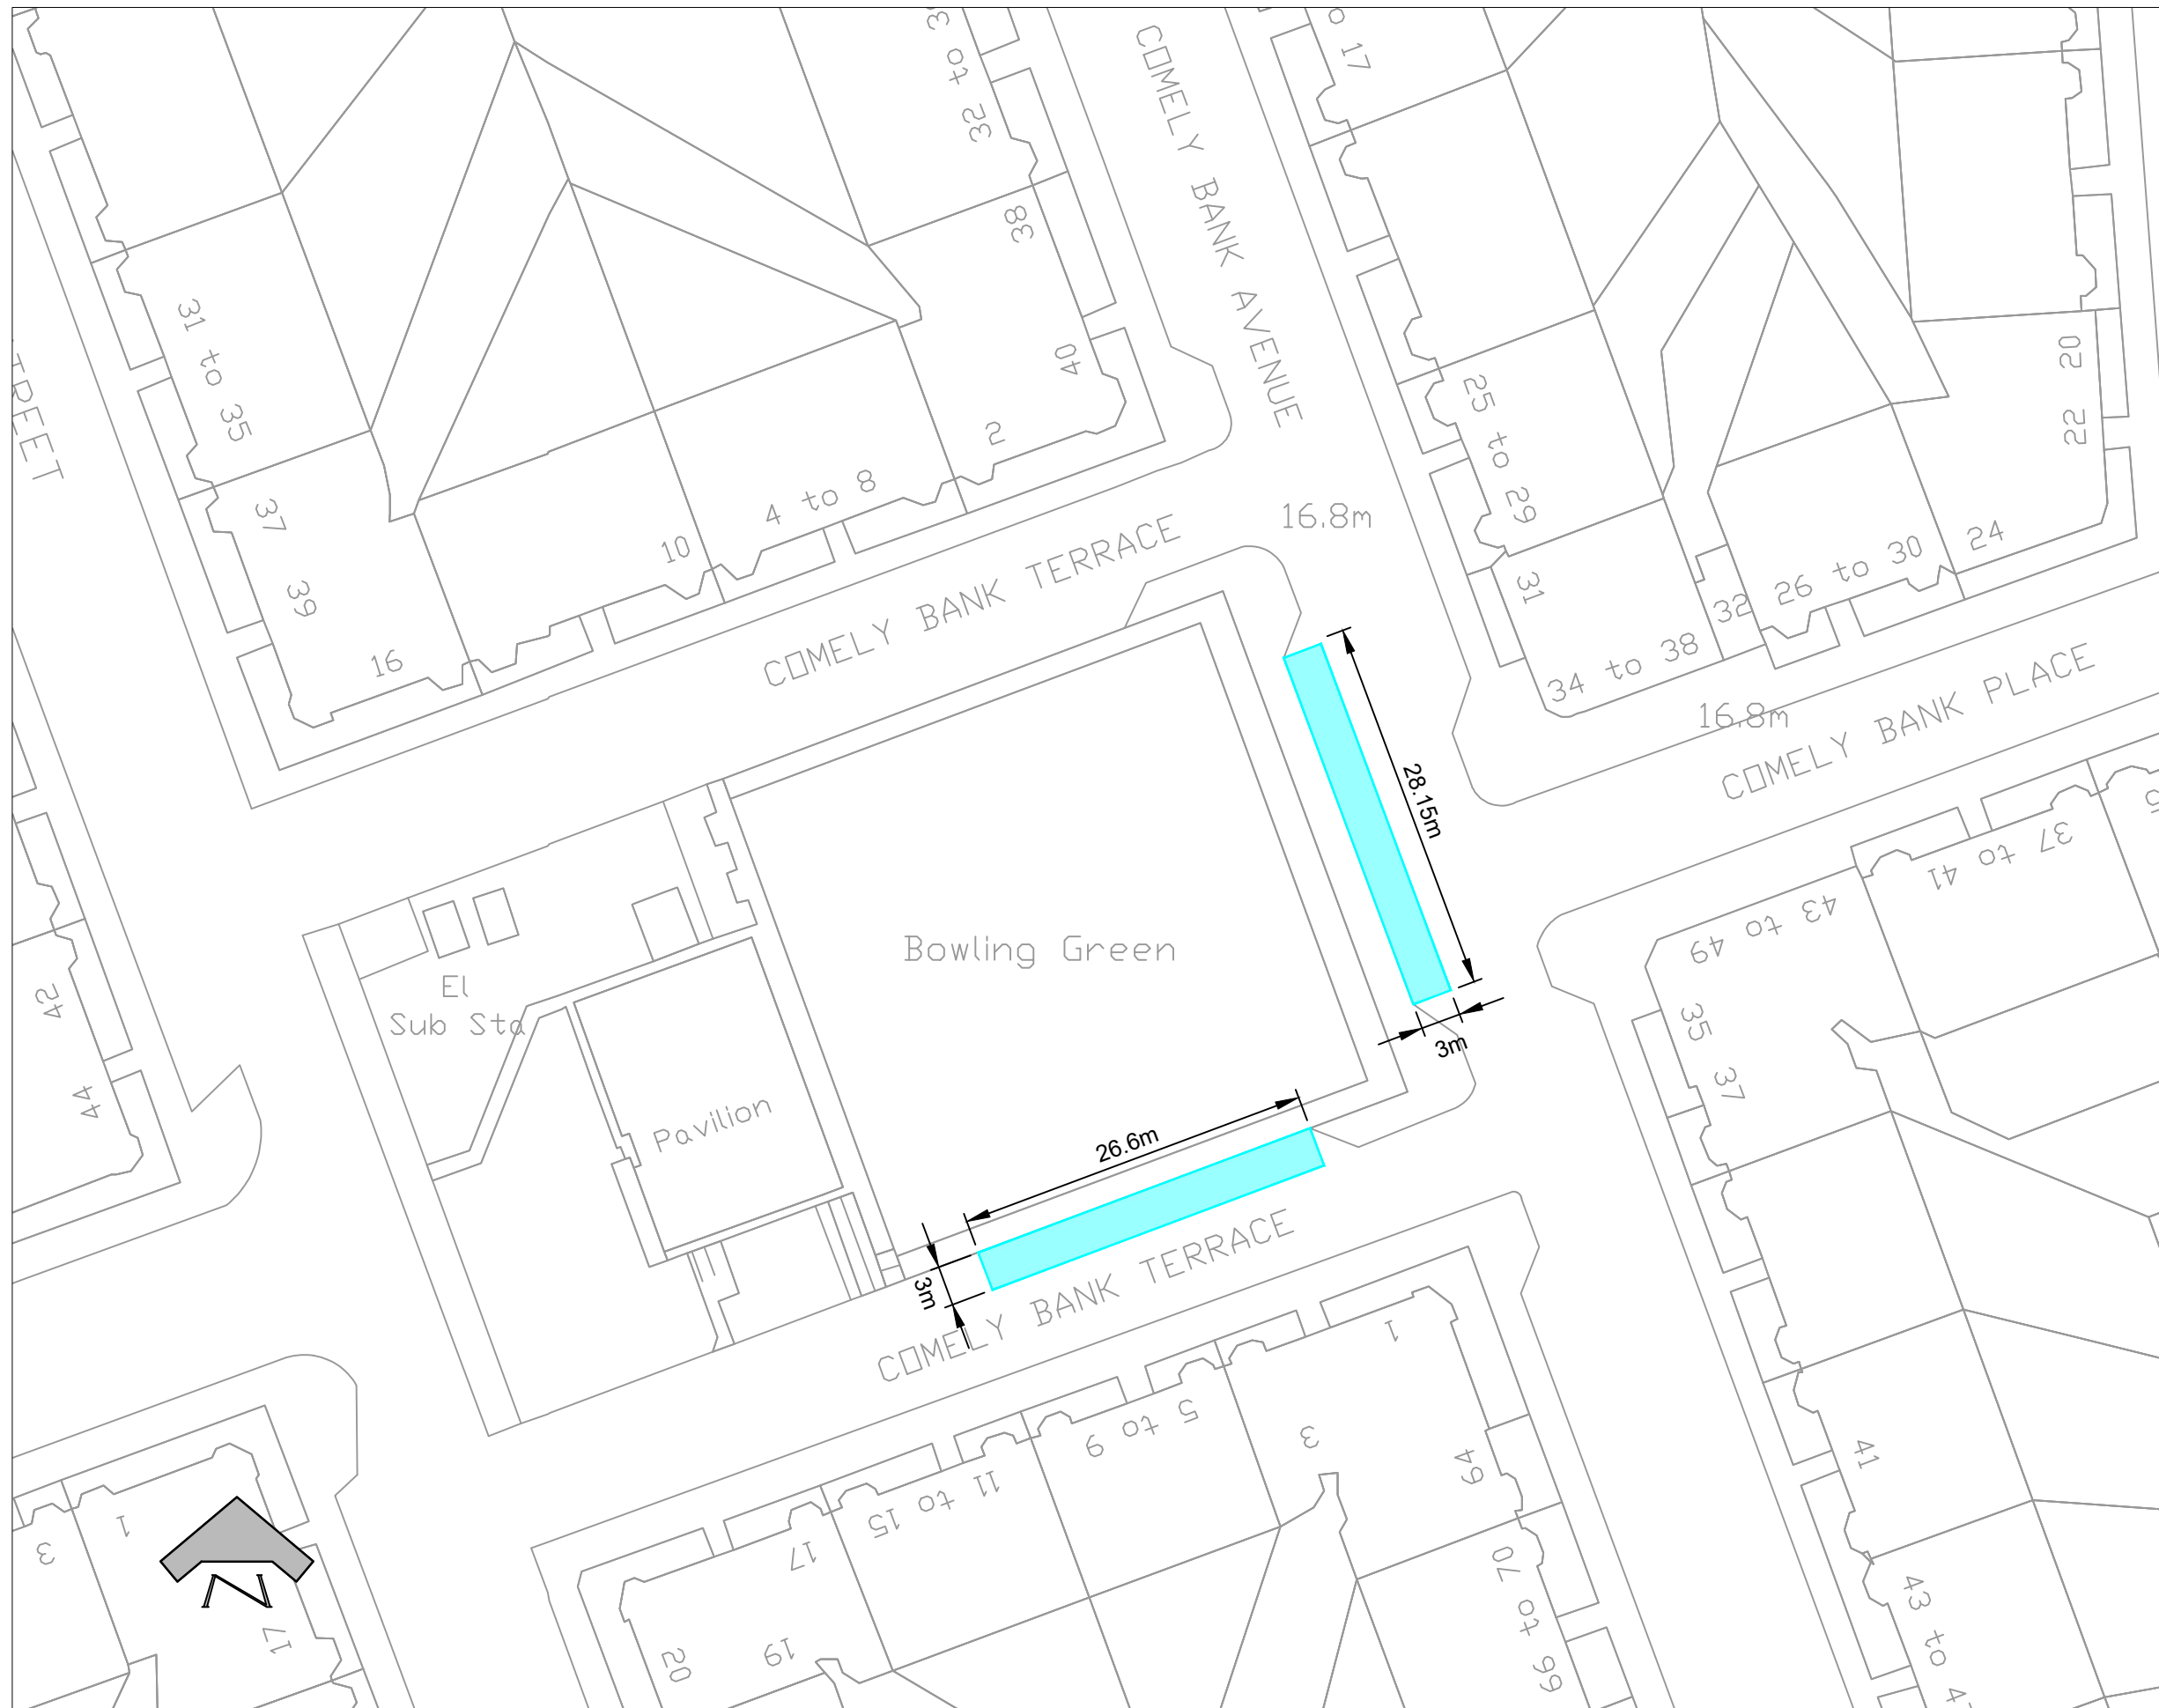 3 to 23
COMELY BANK AVENUE
17
38
31 to 35
40
25 to 29
20
22
2
4 to 8
10
37
39
16
16.8m
COMELY BANK TERRACE
31
24
26 to 30
32
34 to 38
16.8m
COMELY BANK PLACE
28.15m
37 to 41
43 to 49
Bowling Green
El
Sub Sta
42
44
35
37
3m
Pavilion
26.6m
3m
COMELY BANK TERRACE
1
3
5 to 9
11 to 15
17
19
20
64
41
1
3
17
N
43 to
66 to 70